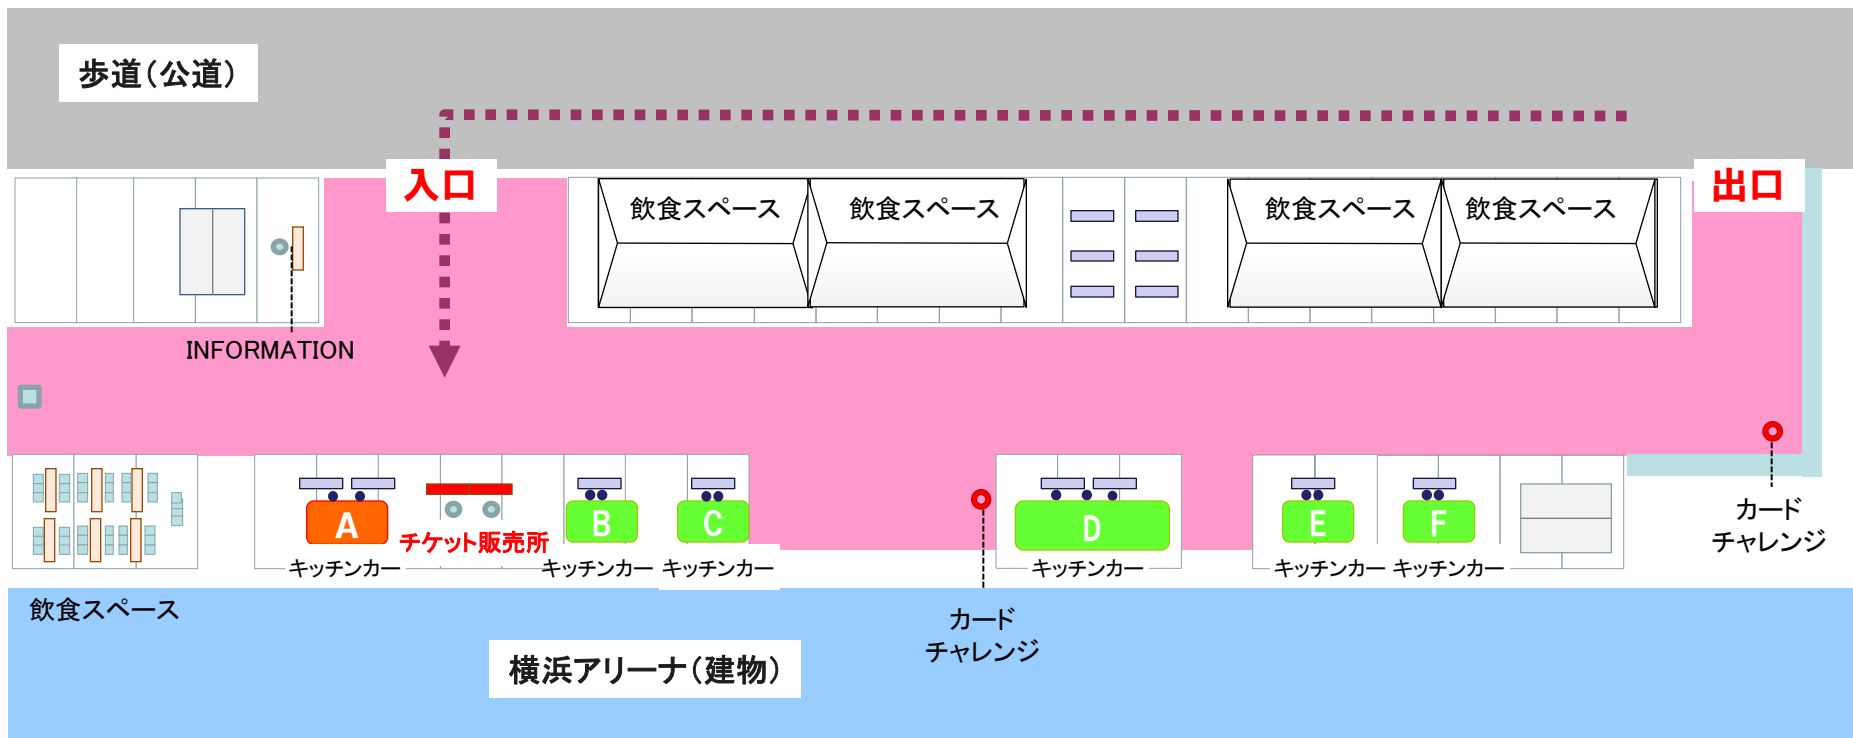 歩道（公道）
入口
出口
飲食スペース
飲食スペース
飲食スペース
飲食スペース
INFORMATION
A
チケット販売所
B
C
D
E
F
キッチンカー
キッチンカー
キッチンカー
キッチンカー
キッチンカー
キッチンカー
カード
チャレンジ
飲食スペース
カード
チャレンジ
横浜アリーナ（建物）